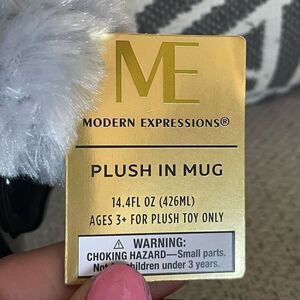 ME
MODERN EXPRESSIONS®
PLUSH IN MUG
14.4FL OZ (426ML)
AGES 3+ FOR PLUSH TOY ONLY
⚠ WARNING:
CHOKING HAZARD—Small parts.
children under 3 years.